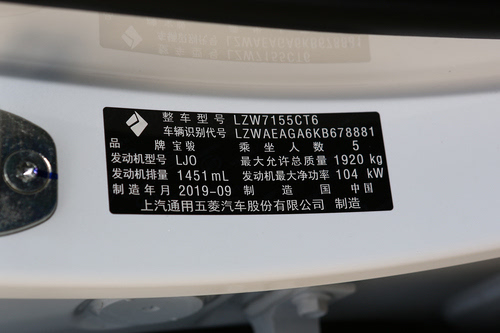 整车型号 LZW7155CT6
车辆识别代号 LZWAEAGA6KB678881
品牌 宝骏 乘坐人数 5
发动机型号 LJO 最大允许总质量 1920 kg
发动机排量 1451 mL 发动机最大净功率 104 kW
制造年月 2019-09 制造国 中国
上汽通用五菱汽车股份有限公司 制造